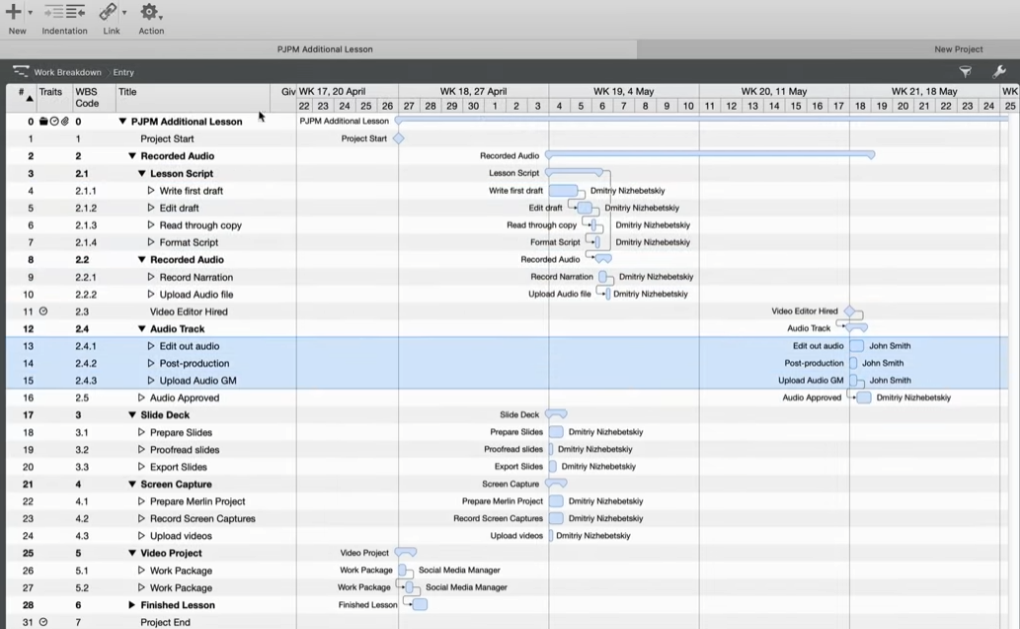 New Indentation Link Action
PJPM Additional Lesson New Project
Work Breakdown Entry
# Traits WBS Code Title Giv WK 17, 20 April WK 18, 27 April WK 19, 4 May WK 20, 11 May WK 21, 18 May WK
22 23 24 25 26 27 28 29 30 1 2 3 4 5 6 7 8 9 10 11 12 13 14 15 16 17 18 19 20 21 22 23 24 25
0 0 PJPM Additional Lesson PJPM Additional Lesson
1 1 Project Start Project Start
2 2 Recorded Audio Recorded Audio
3 2.1 Lesson Script Lesson Script
4 2.1.1 Write first draft Write first draft Dmitriy Nizhebetskiy
5 2.1.2 Edit draft Edit draft Dmitriy Nizhebetskiy
6 2.1.3 Read through copy Read through copy Dmitriy Nizhebetskiy
7 2.1.4 Format Script Format Script Dmitriy Nizhebetskiy
8 2.2 Recorded Audio Recorded Audio
9 2.2.1 Record Narration Record Narration Dmitriy Nizhebetskiy
10 2.2.2 Upload Audio file Upload Audio file Dmitriy Nizhebetskiy
11 2.3 Video Editor Hired Video Editor Hired
12 2.4 Audio Track Audio Track
13 2.4.1 Edit out audio Edit out audio John Smith
14 2.4.2 Post-production Post-production John Smith
15 2.4.3 Upload Audio GM Upload Audio GM John Smith
16 2.5 Audio Approved Audio Approved Dmitriy Nizhebetskiy
17 3 Slide Deck Slide Deck
18 3.1 Prepare Slides Prepare Slides Dmitriy Nizhebetskiy
19 3.2 Proofread slides Proofread slides Dmitriy Nizhebetskiy
20 3.3 Export Slides Export Slides Dmitriy Nizhebetskiy
21 4 Screen Capture Screen Capture
22 4.1 Prepare Merlin Project Prepare Merlin Project Dmitriy Nizhebetskiy
23 4.2 Record Screen Captures Record Screen Captures Dmitriy Nizhebetskiy
24 4.3 Upload videos Upload videos Dmitriy Nizhebetskiy
25 5 Video Project Video Project
26 5.1 Work Package Work Package Social Media Manager
27 5.2 Work Package Work Package Social Media Manager
28 6 Finished Lesson Finished Lesson
31 7 Project End